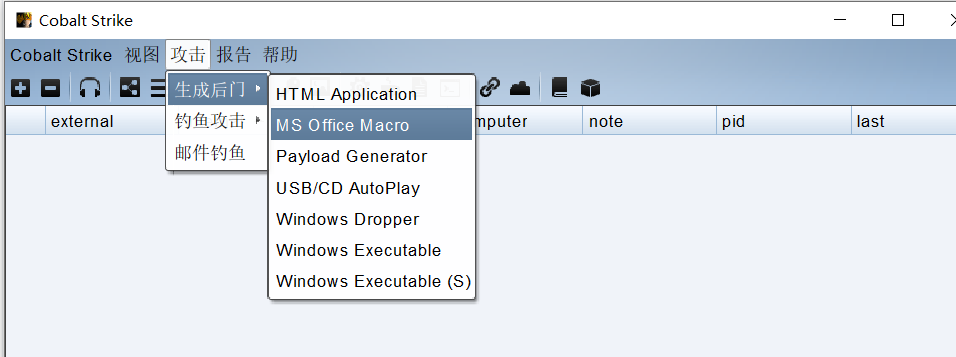 Cobalt Strike
Cobalt Strike 视图 攻击 报告 帮助
生成后门
钓鱼攻击
邮件钓鱼
HTML Application
MS Office Macro
Payload Generator
USB/CD AutoPlay
Windows Dropper
Windows Executable
Windows Executable (S)
external mputer note pid last